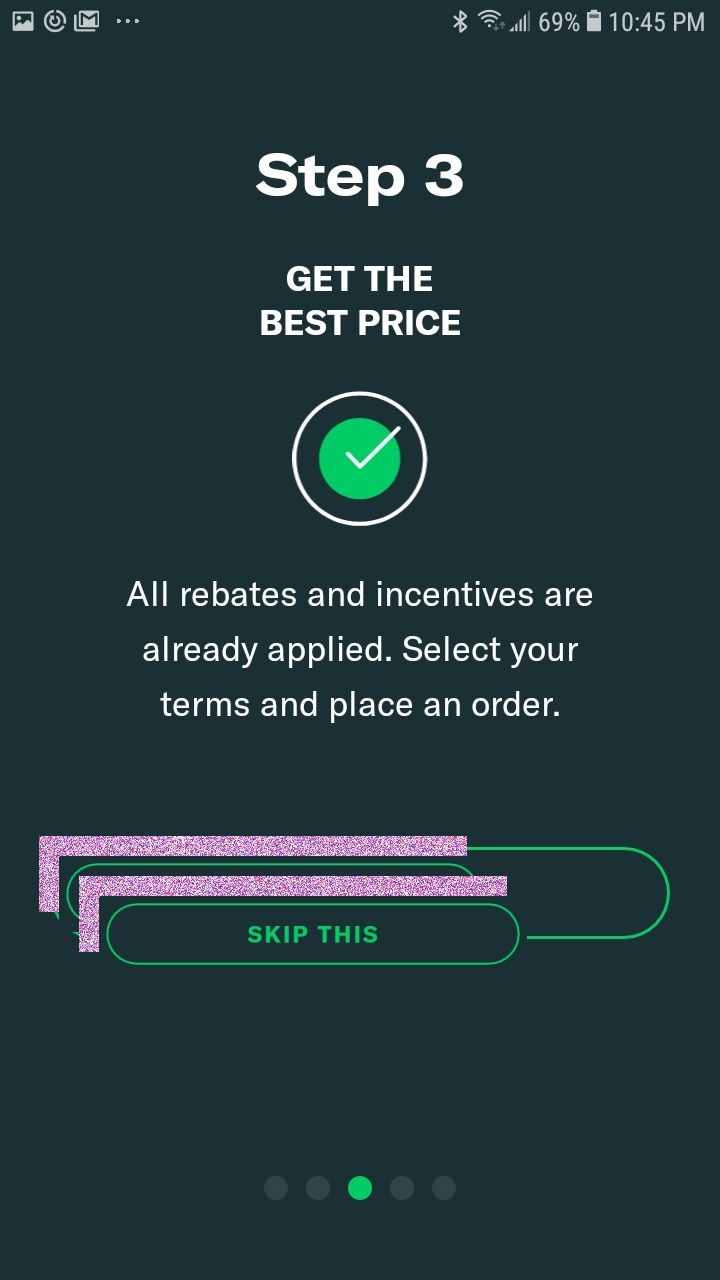 69% 10:45 PM
Step 3
GET THE
BEST PRICE
All rebates and incentives are
already applied. Select your
terms and place an order.
SKIP THIS